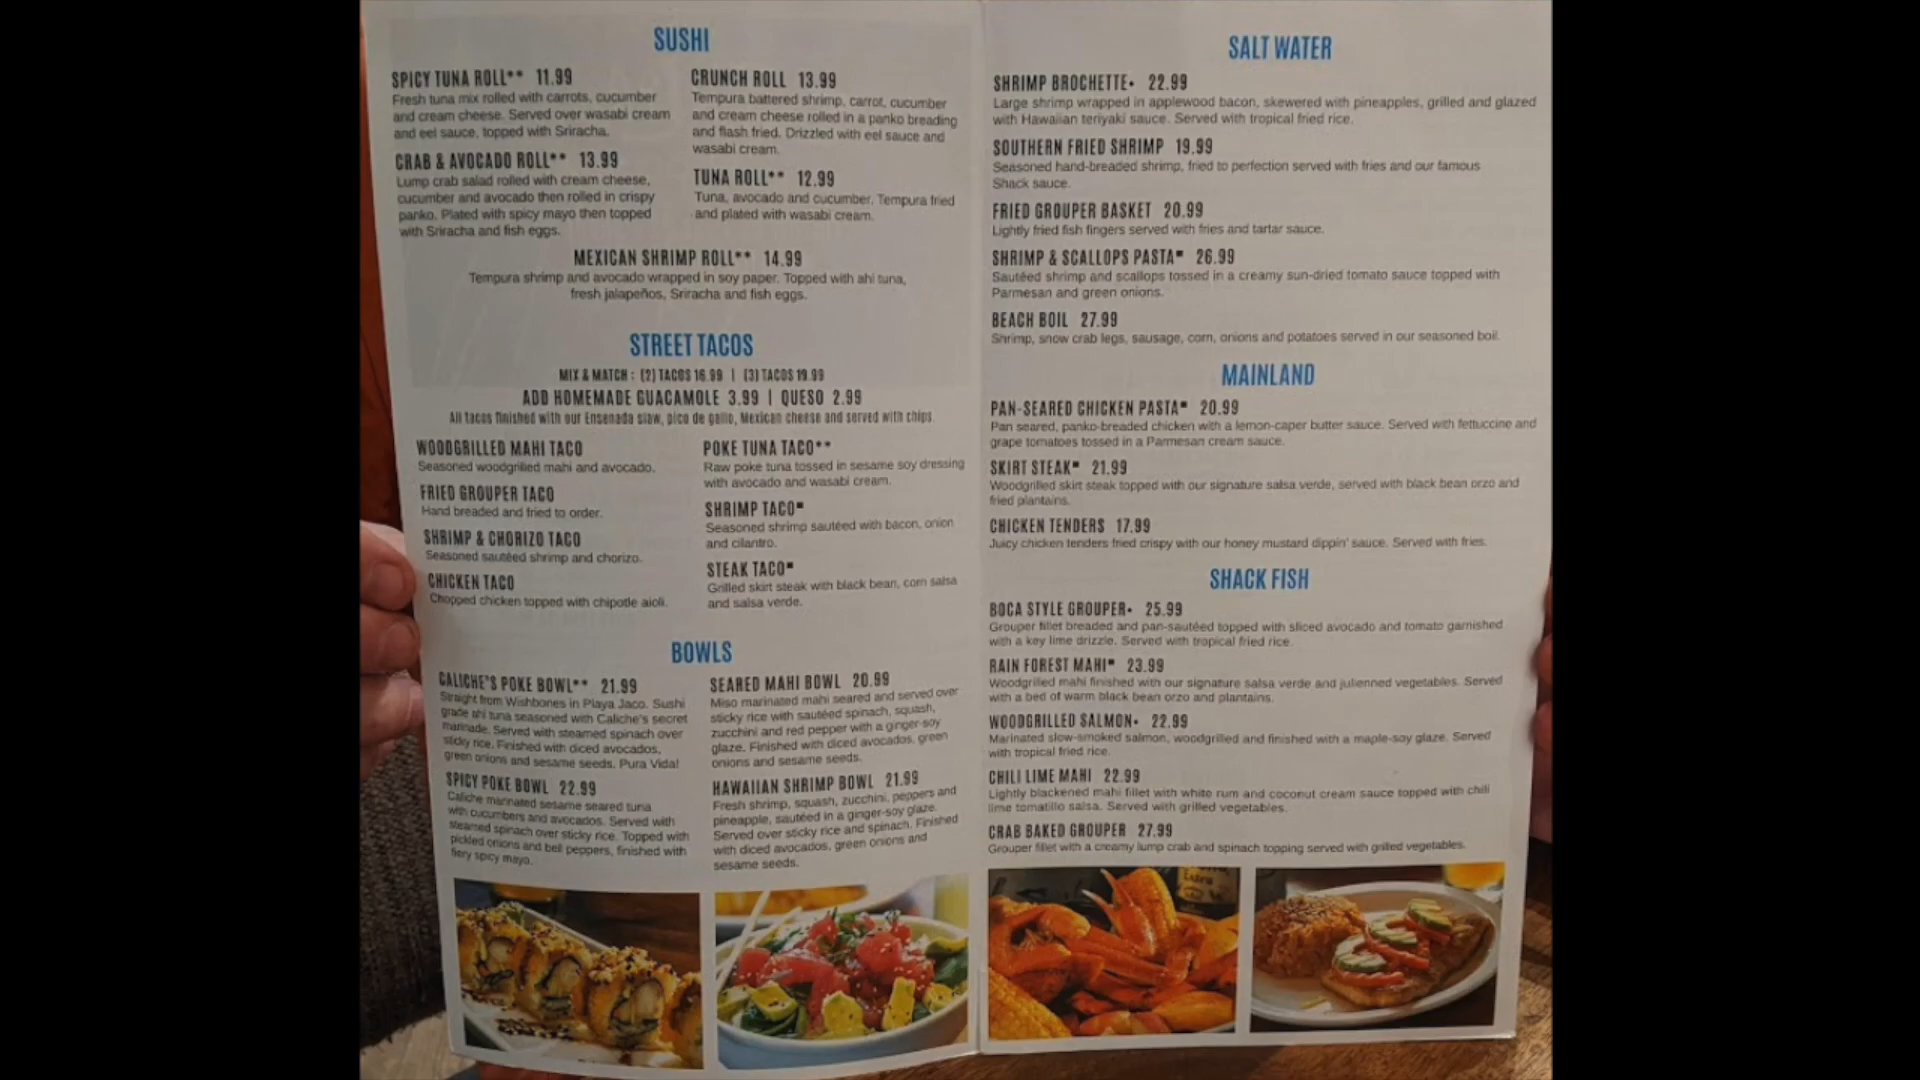 SUSHI
SPICY TUNA ROLL** 11.99
Fresh tuna mix rolled with carrots, cucumber
and cream cheese. Served over wasabi cream
and eel sauce, topped with Sriracha.
CRAB & AVOCADO ROLL** 13.99
Lump crab salad rolled with cream cheese,
cucumber and avocado then rolled in crispy
panko. Plated with spicy mayo then topped
with Sriracha and fish eggs.
CRUNCH ROLL 13.99
Tempura battered shrimp, carrot, cucumber
and cream cheese rolled in a panko breading
and flash fried. Drizzled with eel sauce and
wasabi cream.
TUNA ROLL** 12.99
Tuna, avocado and cucumber. Tempura fried
and plated with wasabi cream.
MEXICAN SHRIMP ROLL** 14.99
Tempura shrimp and avocado wrapped in soy paper. Topped with ahi tuna,
fresh jalapeños, Sriracha and fish eggs.
STREET TACOS
MIX & MATCH : (2) TACOS 16.99 | (3) TACOS 19.99
ADD HOMEMADE GUACAMOLE 3.99 | QUESO 2.99
All tacos finished with our Ensenada slaw, pico de gallo, Mexican cheese and served with chips.
WOODGRILLED MAHI TACO
Seasoned woodgrilled mahi and avocado.
FRIED GROUPER TACO
Hand breaded and fried to order.
SHRIMP & CHORIZO TACO
Seasoned sautéed shrimp and chorizo.
CHICKEN TACO
Chopped chicken topped with chipotle aioli.
POKE TUNA TACO**
Raw poke tuna tossed in sesame soy dressing
with avocado and wasabi cream.
SHRIMP TACO▪
Seasoned shrimp sautéed with bacon, onion
and cilantro.
STEAK TACO▪
Grilled skirt steak with black bean, corn salsa
and salsa verde.
BOWLS
CALICHE'S POKE BOWL** 21.99
Straight from Wishbones in Playa Jaco. Sushi
grade ahi tuna seasoned with Caliche's secret
marinade. Served with steamed spinach over
sticky rice. Finished with diced avocados,
green onions and sesame seeds. Pura Vida!
SPICY POKE BOWL 22.99
Caliche marinated sesame seared tuna
with cucumbers and avocados. Served with
steamed spinach over sticky rice. Topped with
pickled onions and bell peppers, finished with
fiery spicy mayo.
SEARED MAHI BOWL 20.99
Miso marinated mahi seared and served over
sticky rice with sautéed spinach, squash,
zucchini and red pepper with a ginger-soy
glaze. Finished with diced avocados, green
onions and sesame seeds.
HAWAIIAN SHRIMP BOWL 21.99
Fresh shrimp, squash, zucchini, peppers and
pineapple, sautéed in a ginger-soy glaze.
Served over sticky rice and spinach. Finished
with diced avocados, green onions and
sesame seeds.
SALT WATER
SHRIMP BROCHETTE• 22.99
Large shrimp wrapped in applewood bacon, skewered with pineapples, grilled and glazed
with Hawaiian teriyaki sauce. Served with tropical fried rice.
SOUTHERN FRIED SHRIMP 19.99
Seasoned hand-breaded shrimp, fried to perfection served with fries and our famous
Shack sauce.
FRIED GROUPER BASKET 20.99
Lightly fried fish fingers served with fries and tartar sauce.
SHRIMP & SCALLOPS PASTA▪ 26.99
Sautéed shrimp and scallops tossed in a creamy sun-dried tomato sauce topped with
Parmesan and green onions.
BEACH BOIL 27.99
Shrimp, snow crab legs, sausage, corn, onions and potatoes served in our seasoned boil.
MAINLAND
PAN-SEARED CHICKEN PASTA▪ 20.99
Pan seared, panko-breaded chicken with a lemon-caper butter sauce. Served with fettuccine and
grape tomatoes tossed in a Parmesan cream sauce.
SKIRT STEAK▪ 21.99
Woodgrilled skirt steak topped with our signature salsa verde, served with black bean orzo and
fried plantains.
CHICKEN TENDERS 17.99
Juicy chicken tenders fried crispy with our honey mustard dippin' sauce. Served with fries.
SHACK FISH
BOCA STYLE GROUPER• 25.99
Grouper fillet breaded and pan-sautéed topped with sliced avocado and tomato garnished
with a key lime drizzle. Served with tropical fried rice.
RAIN FOREST MAHI▪ 23.99
Woodgrilled mahi finished with our signature salsa verde and julienned vegetables. Served
with a bed of warm black bean orzo and plantains.
WOODGRILLED SALMON• 22.99
Marinated slow-smoked salmon, woodgrilled and finished with a maple-soy glaze. Served
with tropical fried rice.
CHILI LIME MAHI 22.99
Lightly blackened mahi fillet with white rum and coconut cream sauce topped with chili
lime tomatillo salsa. Served with grilled vegetables.
CRAB BAKED GROUPER 27.99
Grouper fillet with a creamy lump crab and spinach topping served with grilled vegetables.
Extra